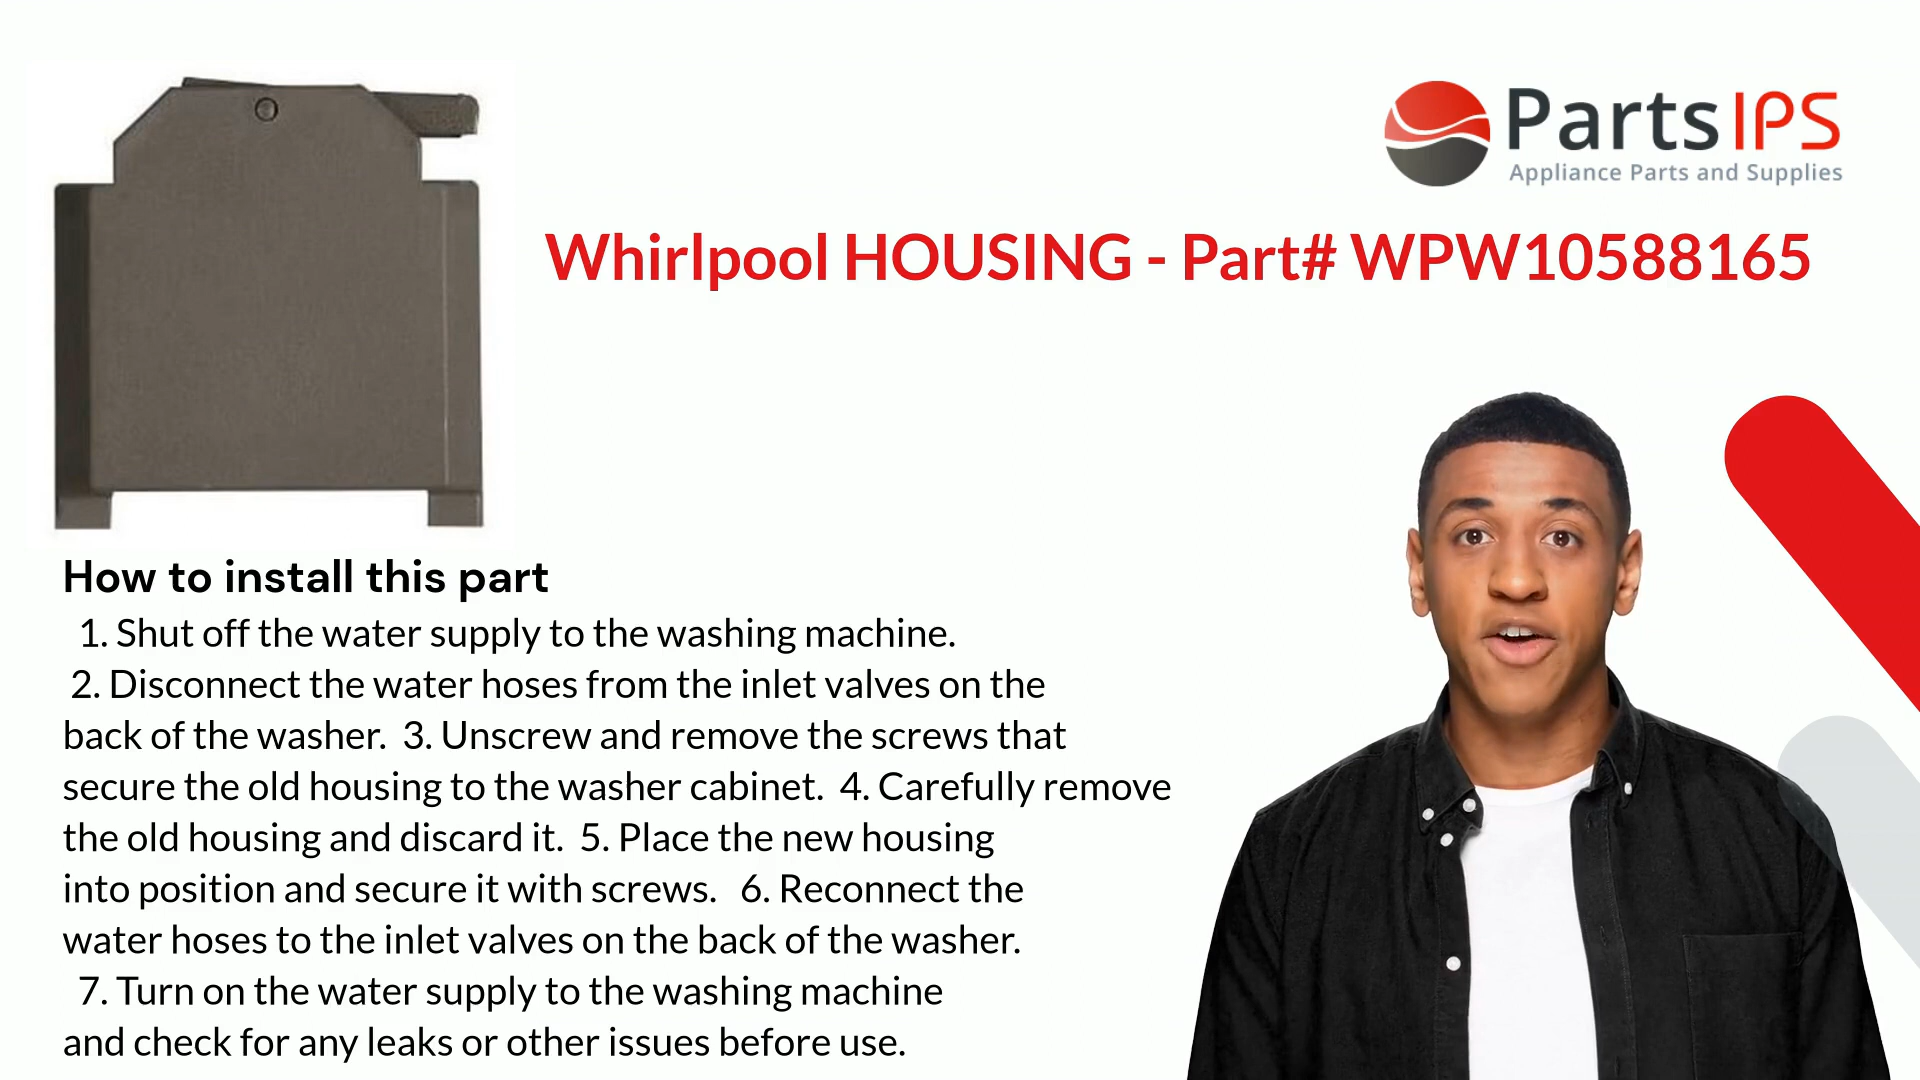 Parts IPS
Appliance Parts and Supplies
Whirlpool HOUSING - Part# WPW10588165
How to install this part
1. Shut off the water supply to the washing machine.
2. Disconnect the water hoses from the inlet valves on the
back of the washer. 3. Unscrew and remove the screws that
secure the old housing to the washer cabinet. 4. Carefully remove
the old housing and discard it. 5. Place the new housing
into position and secure it with screws. 6. Reconnect the
water hoses to the inlet valves on the back of the washer.
7. Turn on the water supply to the washing machine
and check for any leaks or other issues before use.